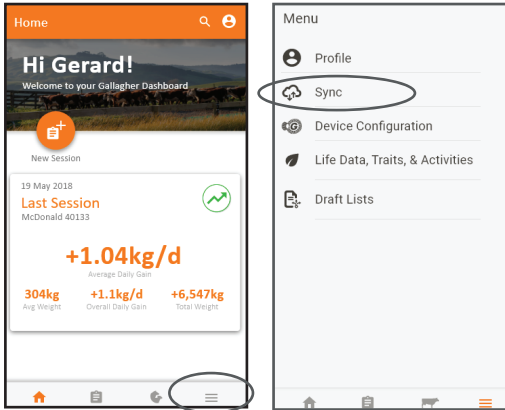 Home
Hi Gerard!
Welcome to your Gallagher Dashboard
New Session
19 May 2018
Last Session
McDonald 40133
+1.04kg/d
Average Daily Gain
304kg +1.1kg/d +6,547kg
Avg Weight Overall Daily Gain Total Weight
Menu
Profile
Sync
Device Configuration
Life Data, Traits, & Activities
Draft Lists